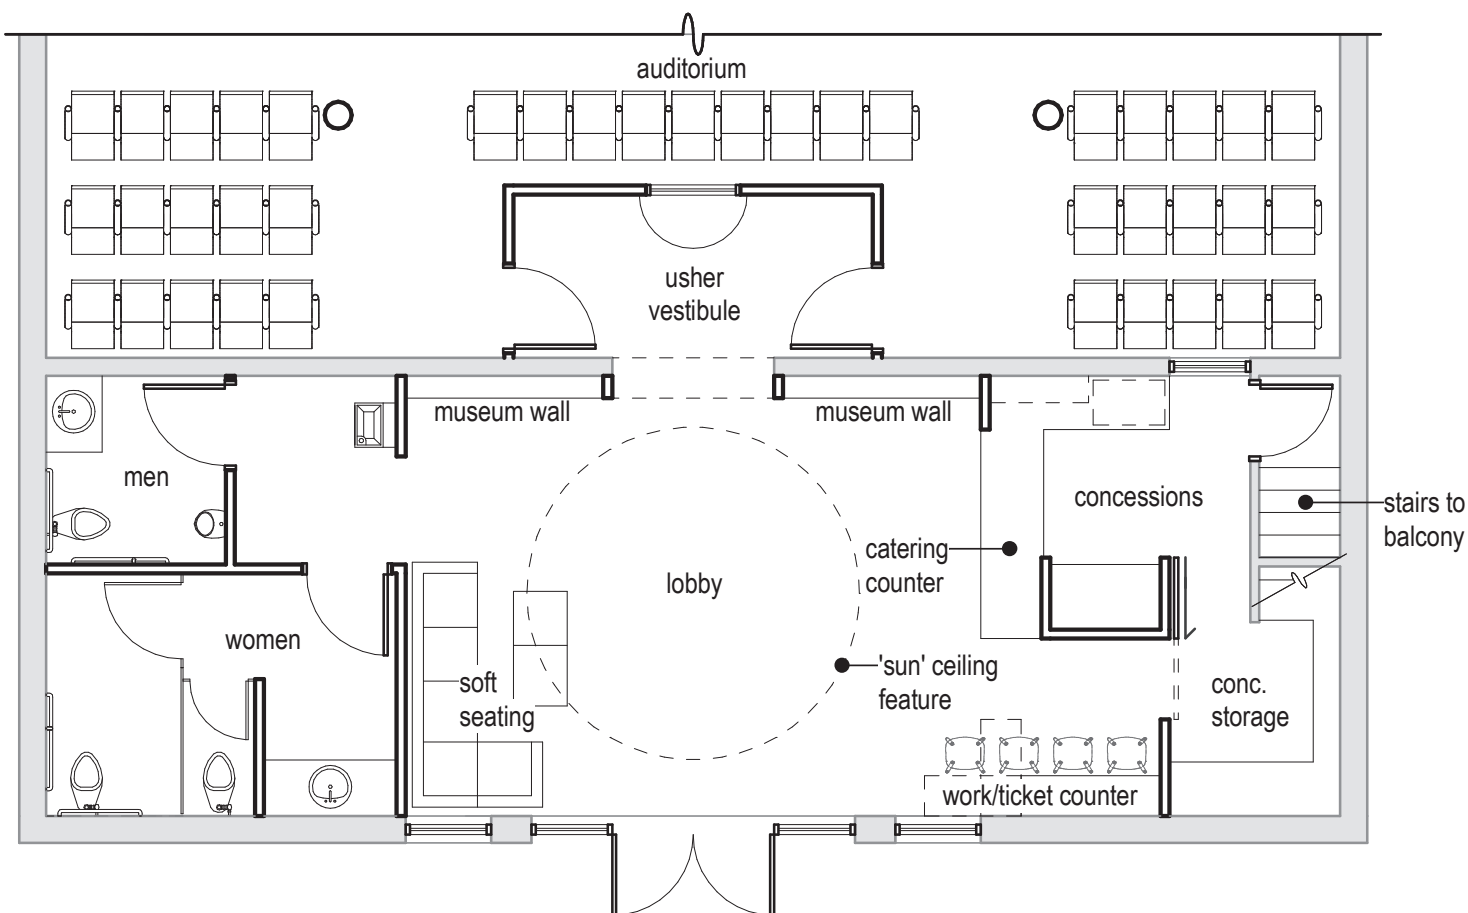 auditorium
usher
vestibule
museum wall
museum wall
men
concessions
stairs to
balcony
catering
counter
lobby
women
'sun' ceiling
feature
soft
seating
conc.
storage
work/ticket counter